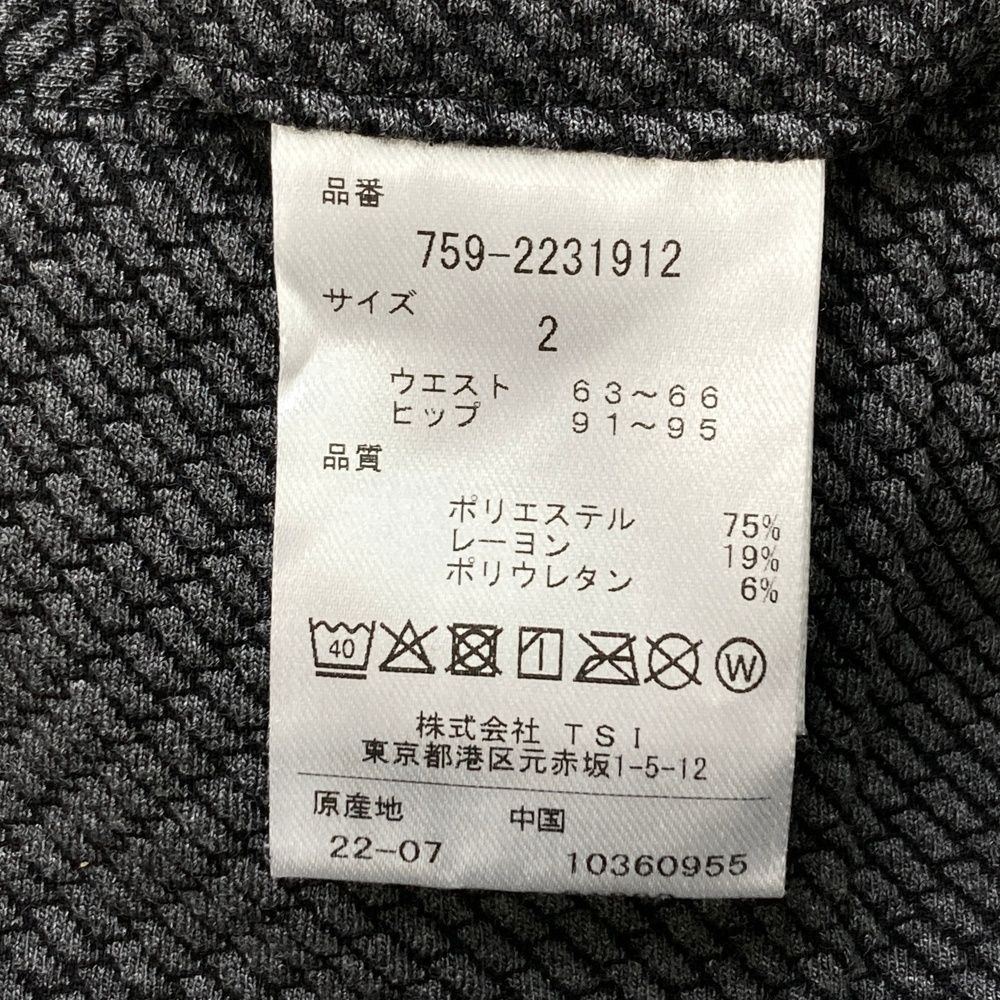 品番
759-2231912
サイズ
2
ウエスト 63～66
ヒップ 91～95
品質
ポリエステル 75%
レーヨン 19%
ポリウレタン 6%
40 W
株式会社 TSI
東京都港区元赤坂1-5-12
原産地 中国
22-07 10360955